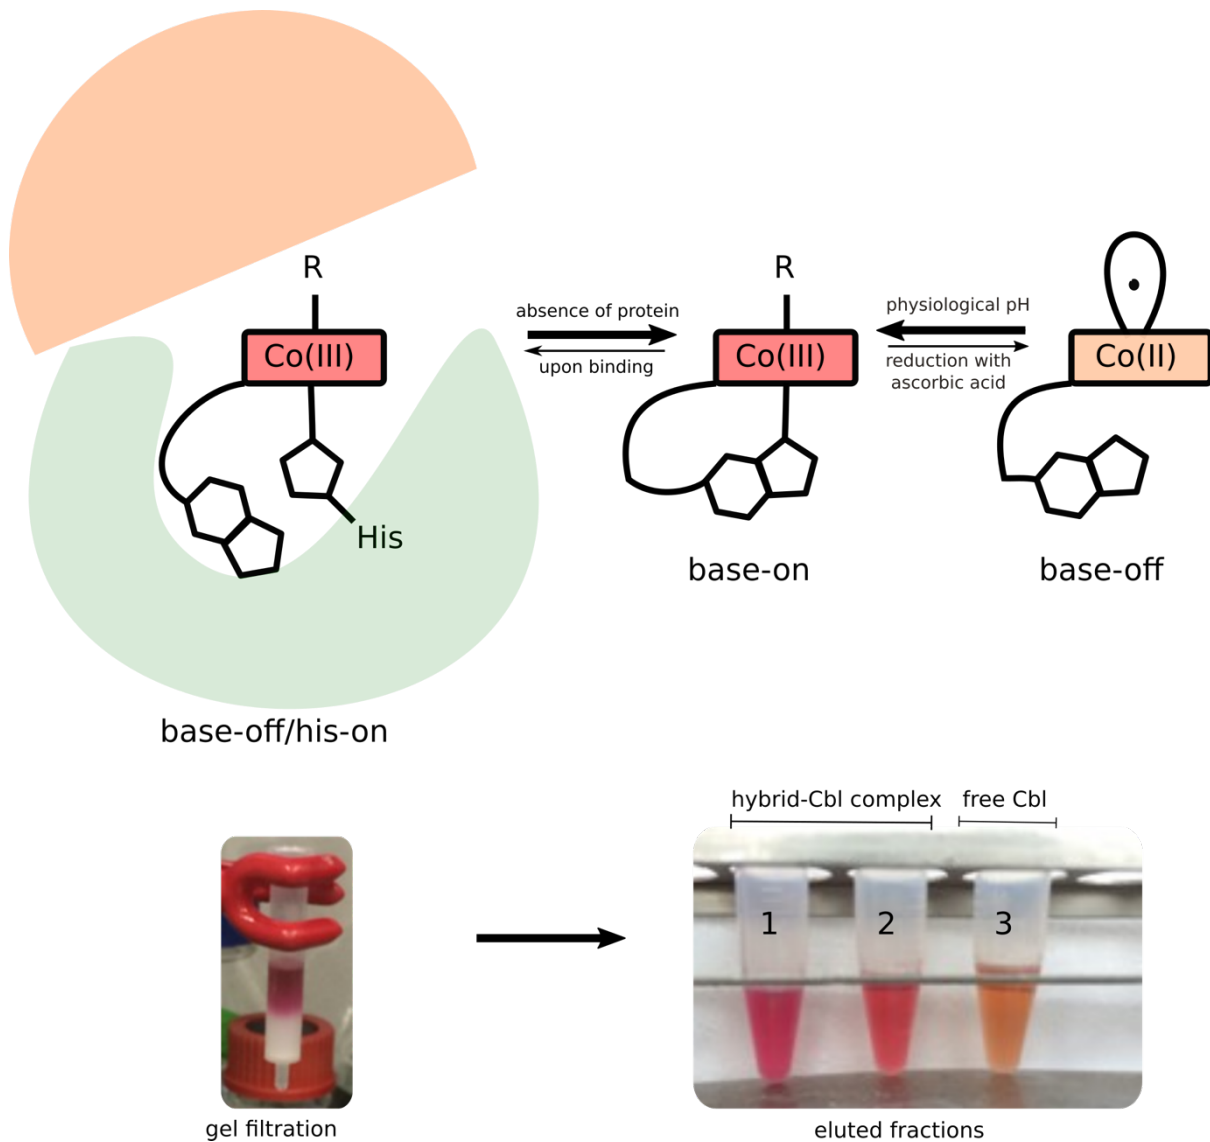 R
Co(III)
His
base-off/his-on
absence of protein
upon binding
R
Co(III)
base-on
physiological pH
reduction with
ascorbic acid
Co(II)
base-off
gel filtration
hybrid-Cbl complex
free Cbl
1
2
3
eluted fractions